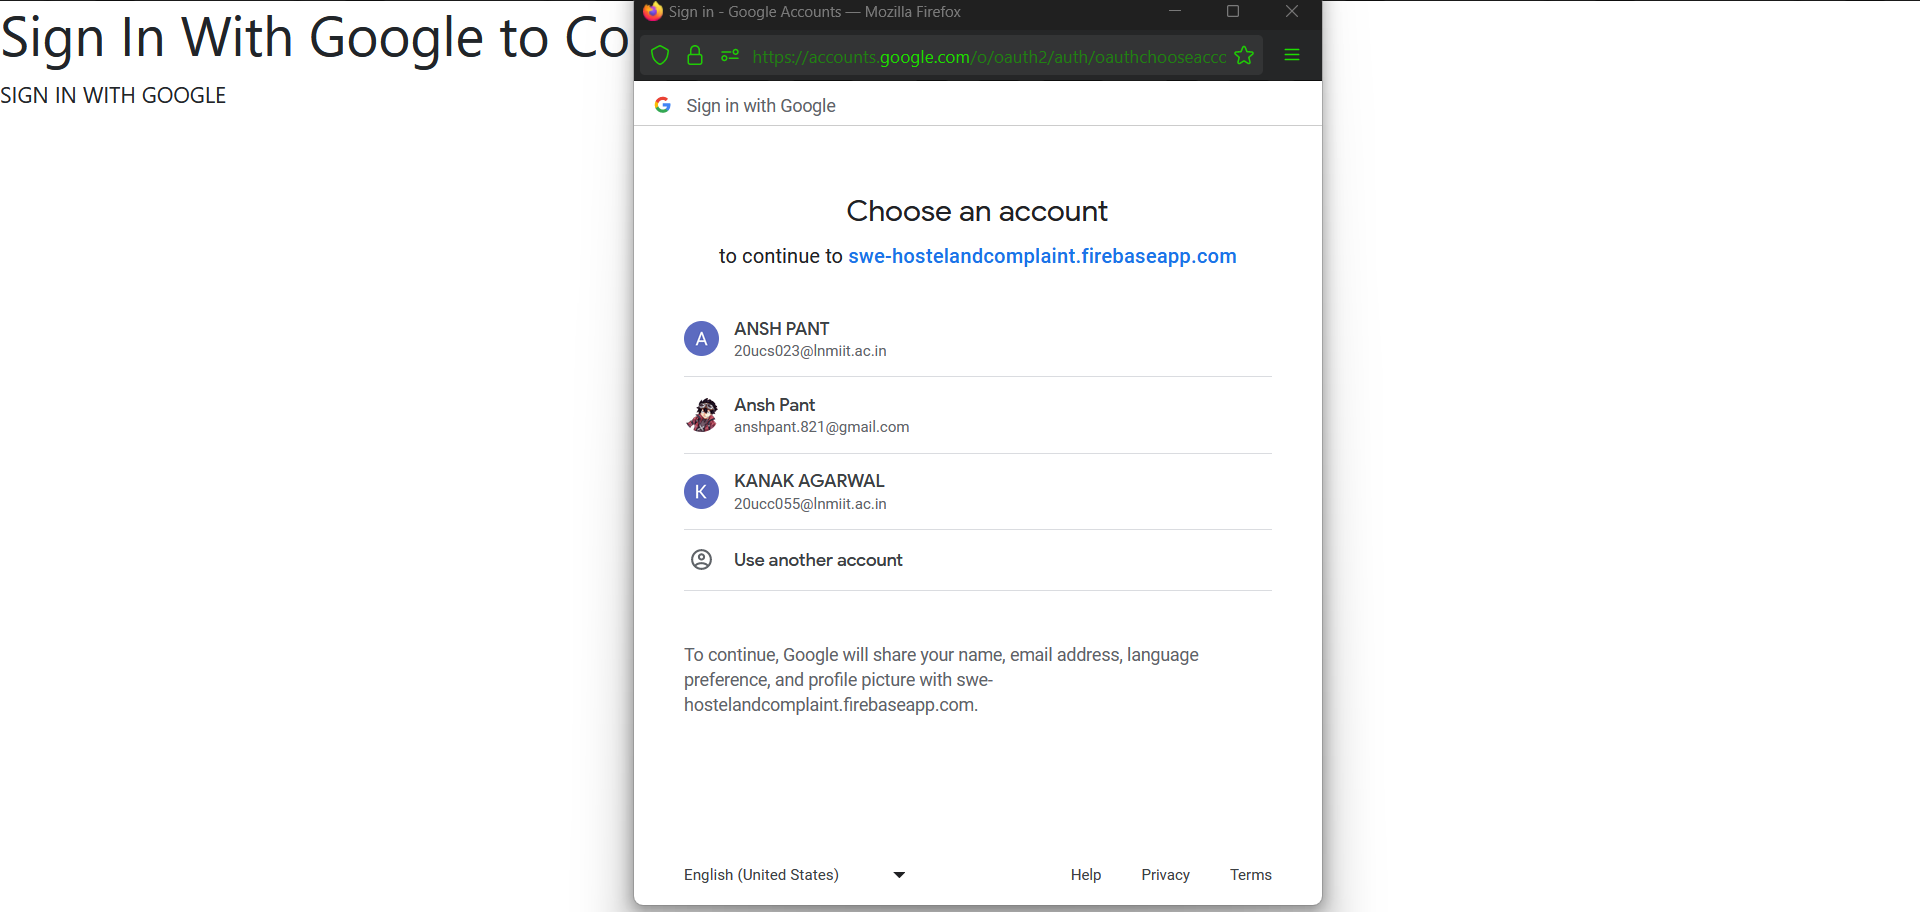 Sign In With Google to Co
SIGN IN WITH GOOGLE
Sign in - Google Accounts — Mozilla Firefox
https://accounts.google.com/o/oauth2/auth/oauthchooseaccc
Sign in with Google
Choose an account
to continue to swe-hostelandcomplaint.firebaseapp.com
A
ANSH PANT
20ucs023@lnmiit.ac.in
Ansh Pant
anshpant.821@gmail.com
K
KANAK AGARWAL
20ucc055@lnmiit.ac.in
Use another account
To continue, Google will share your name, email address, language
preference, and profile picture with swe-
hostelandcomplaint.firebaseapp.com.
English (United States)
Help Privacy Terms